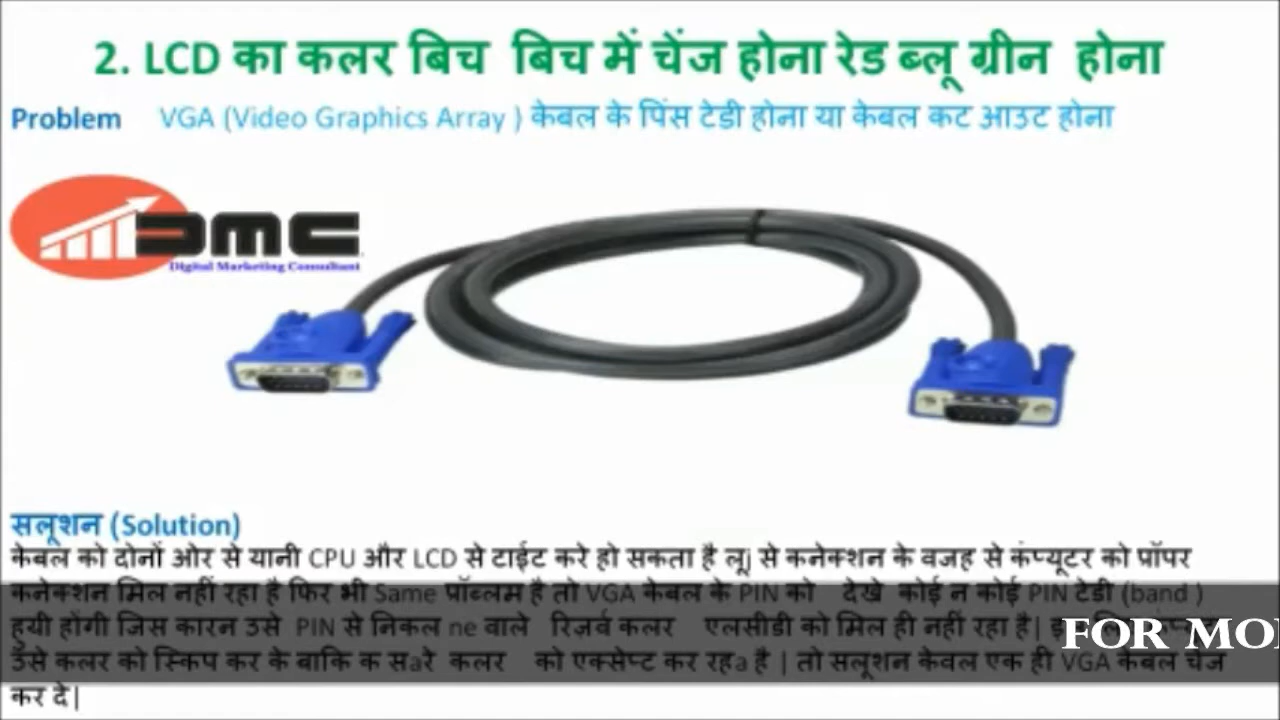 2. LCD का कलर बिच बिच में चेंज होना रेड ब्लू ग्रीन होना
Problem VGA (Video Graphics Array ) केबल के पिंस टेडी होना या केबल कट आउट होना
DMC
Digital Marketing Consultant
सलूशन (Solution)
केबल को दोनों ओर से यानी CPU और LCD से टाईट करे हो सकता है लूj से कनेक्शन के वजह से कंप्यूटर को प्रॉपर
कनेक्शन मिल नहीं रहा है फिर भी Same प्रॉब्लम है तो VGA केबल के PIN को देखे कोई न कोई PIN टेडी (band )
हुयी होंगी जिस कारन उसे PIN से निकल ne वाले रिज़र्व कलर एलसीडी को मिल ही नहीं रहा है|
FOR MO
उसे कलर को स्किप कर के बाकि क सaरे कलर को एक्सेप्ट कर रहa है | तो सलूशन केवल एक ही VGA केबल चेंज
कर दे|